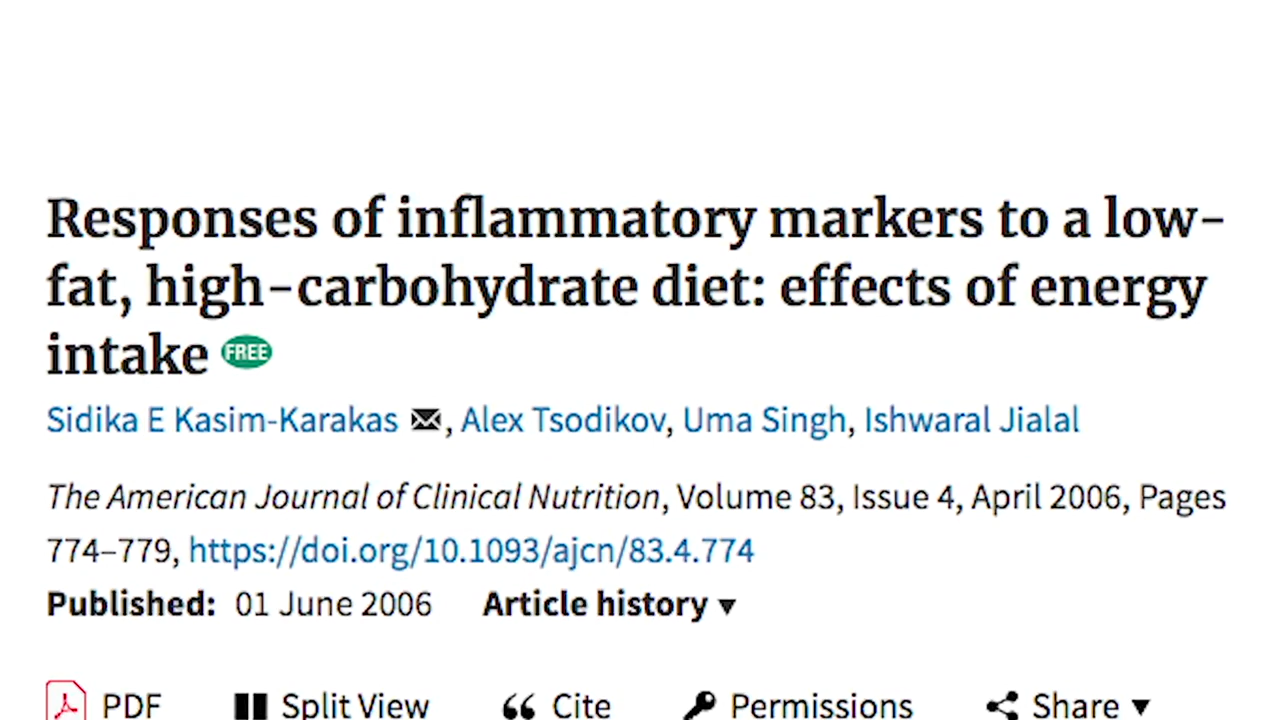 Responses of inflammatory markers to a low-
fat, high-carbohydrate diet: effects of energy
intake FREE
Sidika E Kasim-Karakas, Alex Tsodikov, Uma Singh, Ishwaral Jialal
The American Journal of Clinical Nutrition, Volume 83, Issue 4, April 2006, Pages
774–779, https://doi.org/10.1093/ajcn/83.4.774
Published: 01 June 2006 Article history ▼
PDF Split View Cite Permissions Share ▼